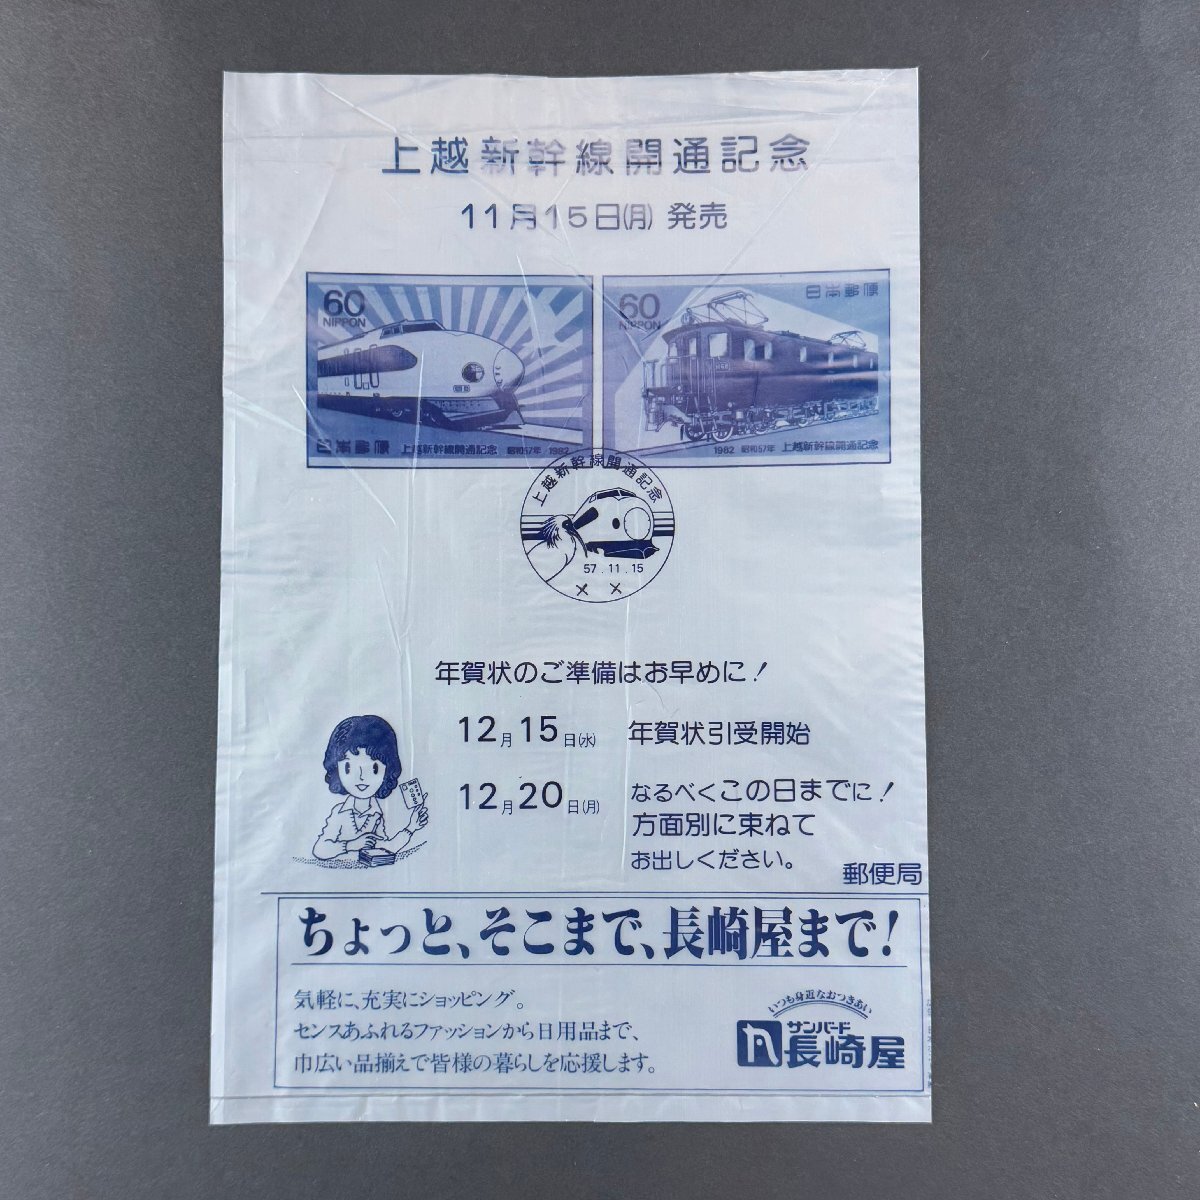 上越新幹線開通記念
11月15日(月) 発売
60
NIPPON
日本郵便 上越新幹線開通記念 昭和57年 1982
60
NIPPON
日本郵便
1982 昭和57年 上越新幹線開通記念
上越新幹線開通記念
57.11.15
年賀状のご準備はお早めに!
12月15日(水) 年賀状引受開始
12月20日(月) なるべくこの日までに!
方面別に束ねて
お出しください。
郵便局
ちょっと、そこまで、長崎屋まで!
気軽に、充実にショッピング。
センスあふれるファッションから日用品まで、
巾広い品揃えで皆様の暮らしを応援します。
いつも身近なおつきあい
サンバード
長崎屋